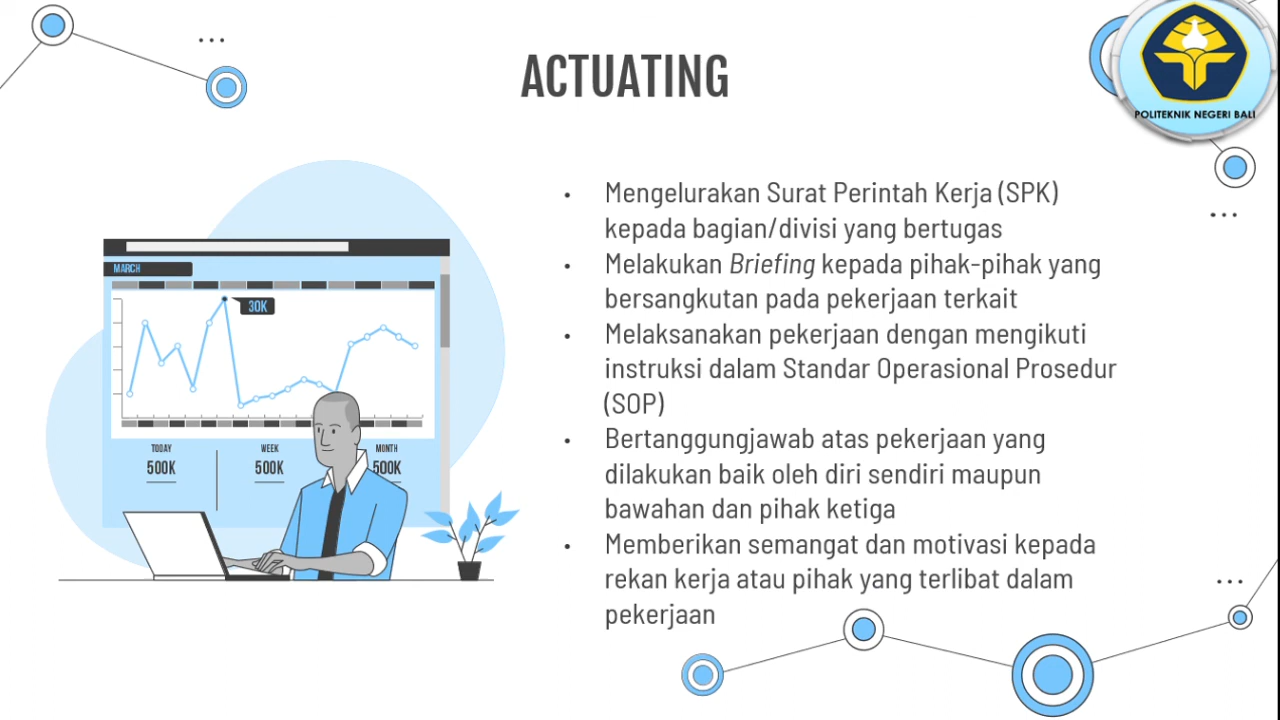 ACTUATING
POLITEKNIK NEGERI BALI
• Mengelurakan Surat Perintah Kerja (SPK)
kepada bagian/divisi yang bertugas
• Melakukan Briefing kepada pihak-pihak yang
bersangkutan pada pekerjaan terkait
• Melaksanakan pekerjaan dengan mengikuti
instruksi dalam Standar Operasional Prosedur
(SOP)
• Bertanggungjawab atas pekerjaan yang
dilakukan baik oleh diri sendiri maupun
bawahan dan pihak ketiga
• Memberikan semangat dan motivasi kepada
rekan kerja atau pihak yang terlibat dalam
pekerjaan
MARCH
30K
TODAY
500K
WEEK
500K
MONTH
500K